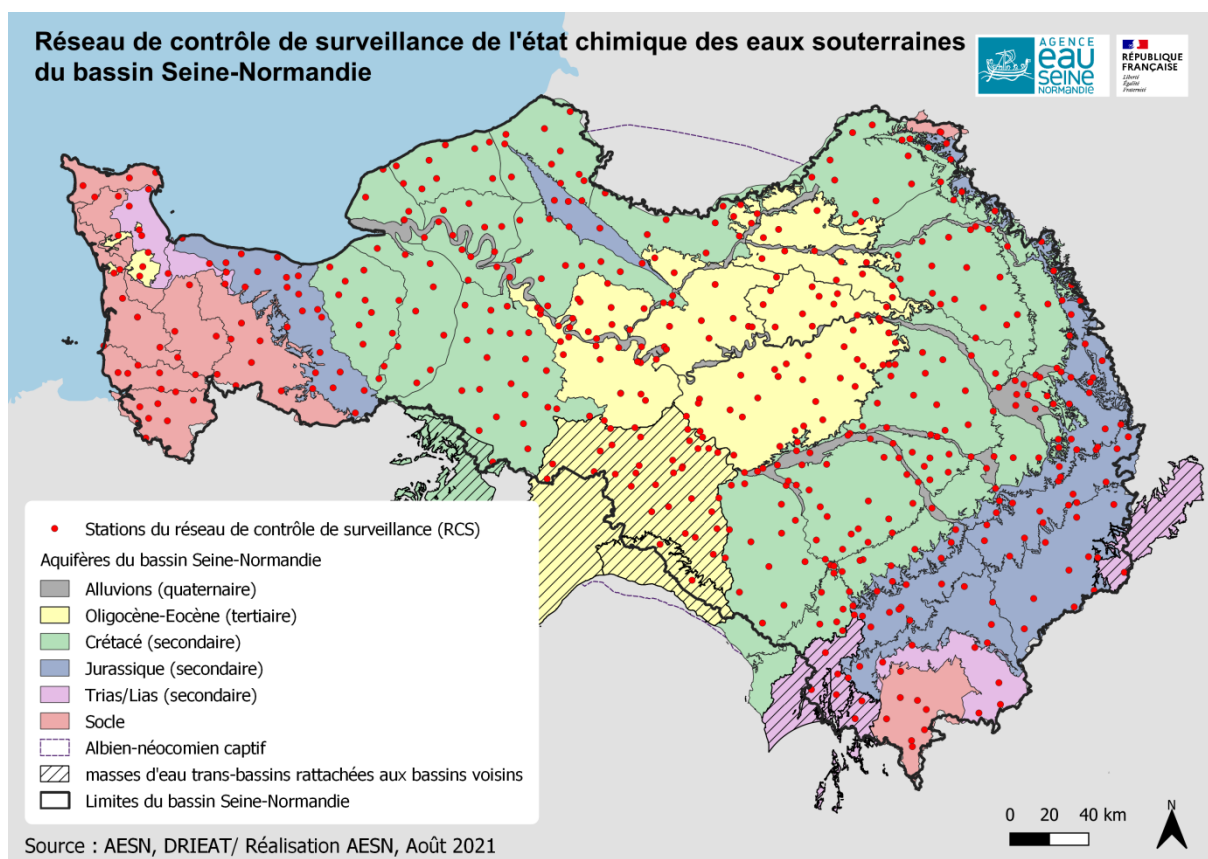 Réseau de contrôle de surveillance de l'état chimique des eaux souterraines
du bassin Seine-Normandie
AGENCE
eau
SEINE
NORMANDIE
RÉPUBLIQUE
FRANÇAISE
Liberté
Égalité
Fraternité
Stations du réseau de contrôle de surveillance (RCS)
Aquifères du bassin Seine-Normandie
Alluvions (quaternaire)
Oligocène-Eocène (tertiaire)
Crétacé (secondaire)
Jurassique (secondaire)
Trias/Lias (secondaire)
Socle
Albien-néocomien captif
masses d'eau trans-bassins rattachées aux bassins voisins
Limites du bassin Seine-Normandie
0 20 40 km
N
Source : AESN, DRIEAT/ Réalisation AESN, Août 2021